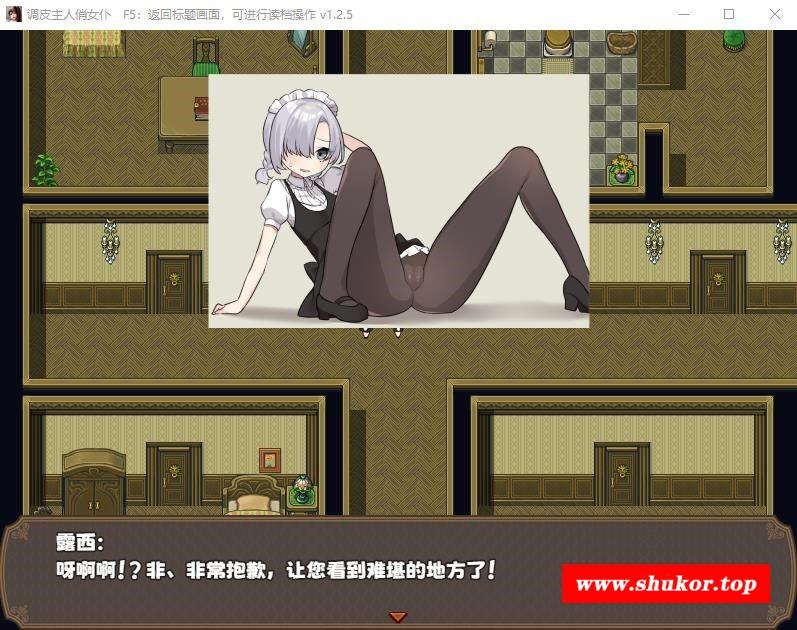 调皮主人俏女仆 F5：返回标题画面，可进行读档操作 v1.2.5
露西：
呀啊啊！？非、非常抱歉，让您看到难堪的地方了！
www.shukor.top